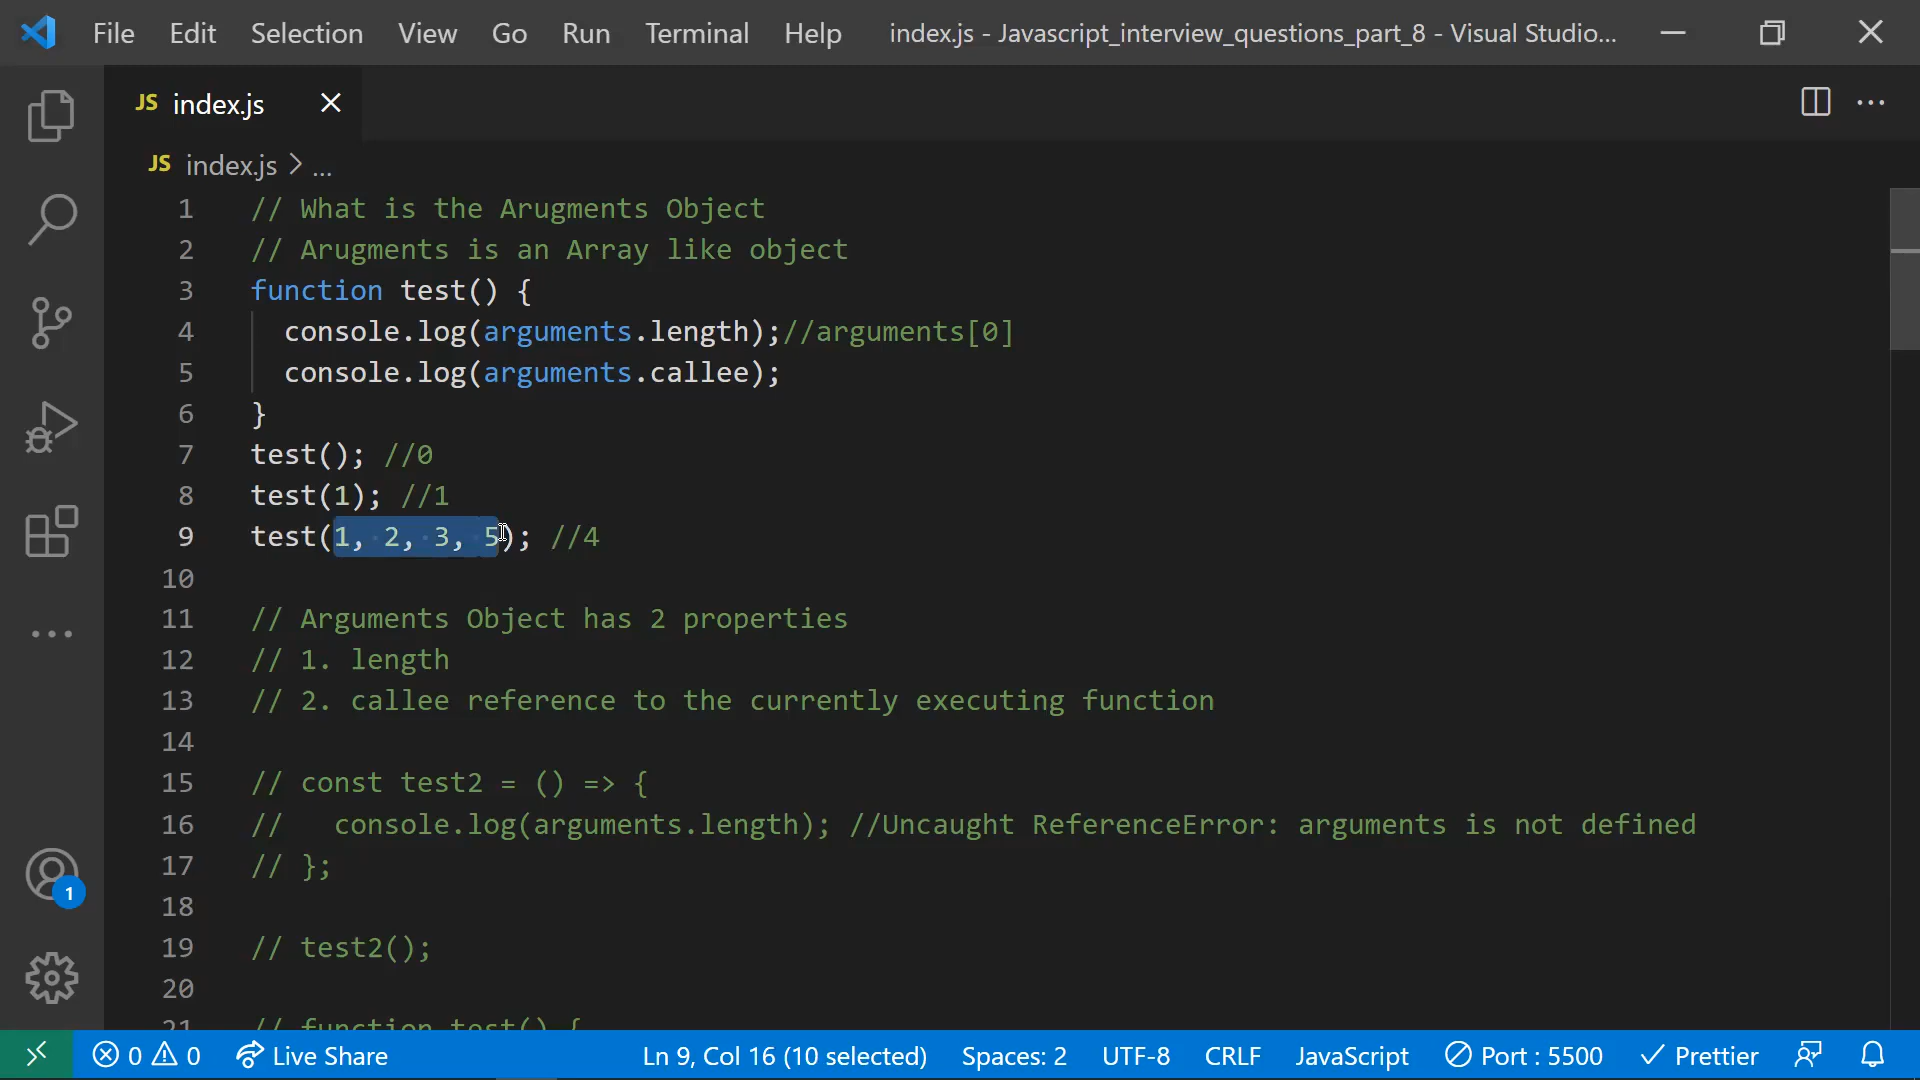 File Edit Selection View Go Run Terminal Help index.js - Javascript_interview_questions_part_8 - Visual Studio...
JS index.js
JS index.js > ...
1 // What is the Arugments Object
2 // Arugments is an Array like object
3 function test() {
4 console.log(arguments.length);//arguments[0]
5 console.log(arguments.callee);
6 }
7 test(); //0
8 test(1); //1
9 test(1, 2, 3, 5); //4
10
11 // Arguments Object has 2 properties
12 // 1. length
13 // 2. callee reference to the currently executing function
14
15 // const test2 = () => {
16 // console.log(arguments.length); //Uncaught ReferenceError: arguments is not defined
17 // };
18
19 // test2();
20
21 // function test() {
1
0 0 Live Share Ln 9, Col 16 (10 selected) Spaces: 2 UTF-8 CRLF JavaScript Port : 5500 Prettier